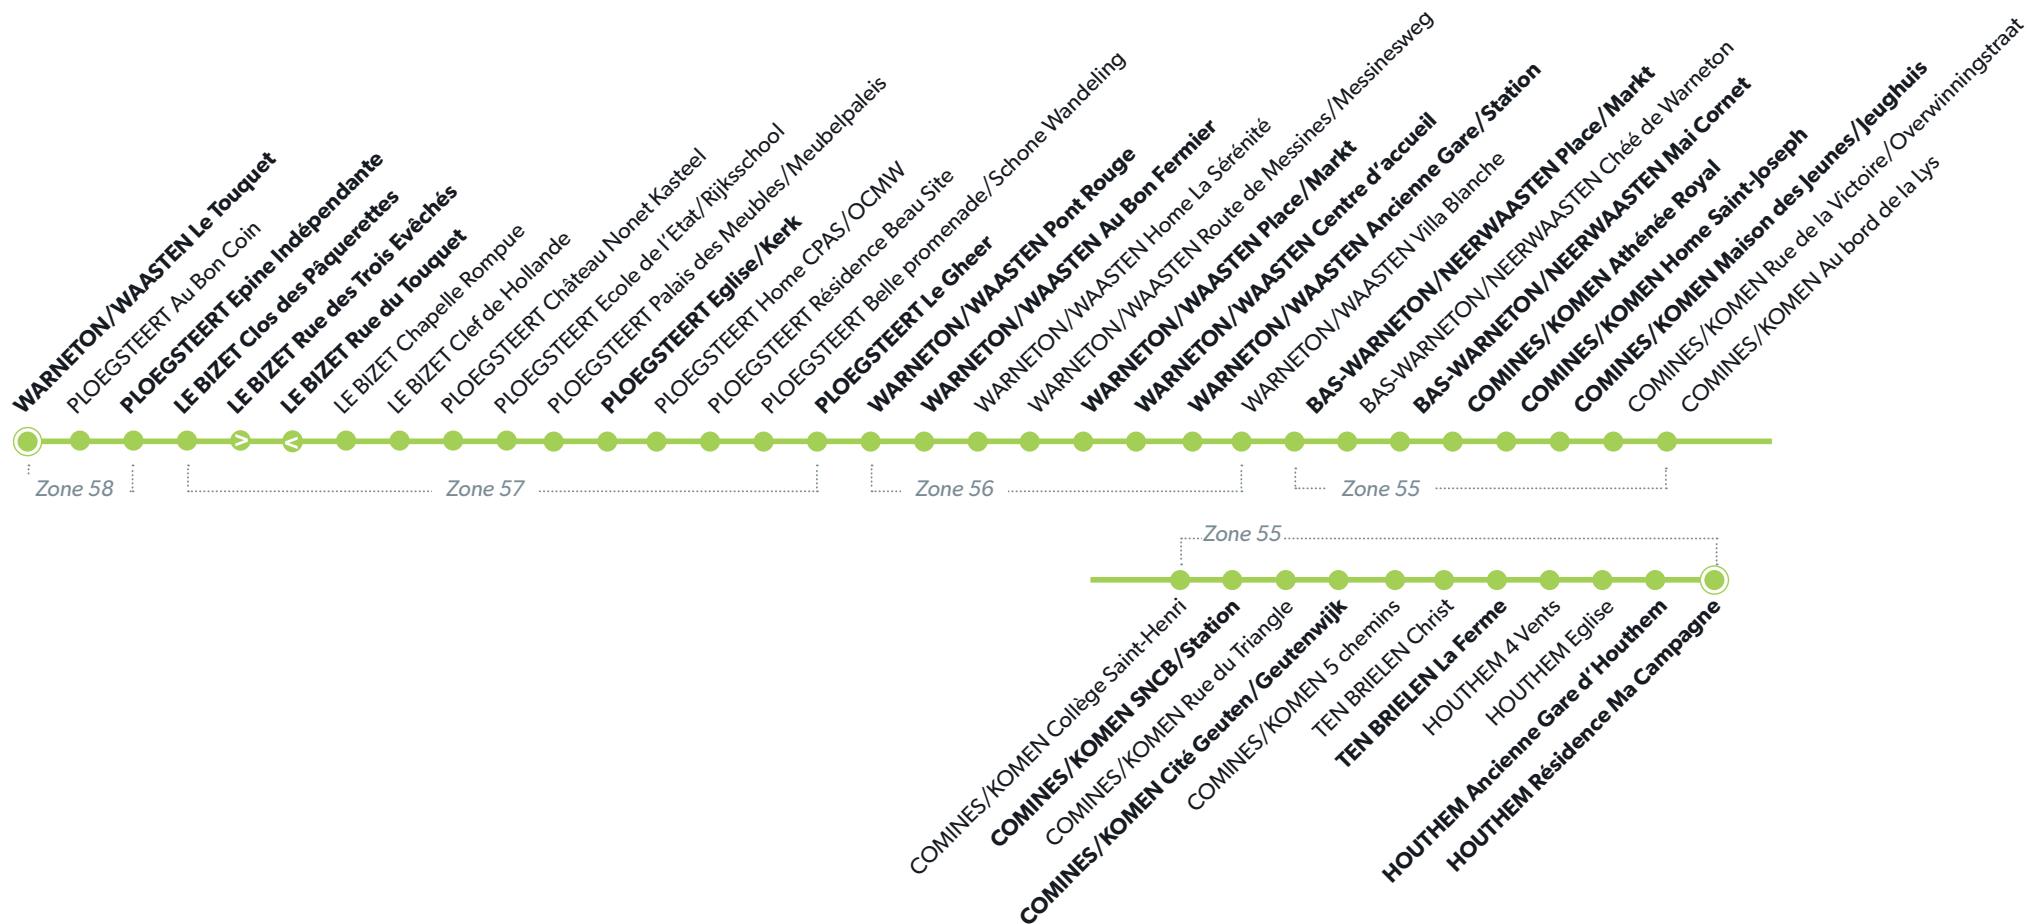 WARNETON/WAASTEN Le Touquet
PLOEGSTEERT Au Bon Coin
PLOEGSTEERT Epine Indépendante
LE BIZET Clos des Pâquerettes
LE BIZET Rue des Trois Evêchés
LE BIZET Rue du Touquet
LE BIZET Chapelle Rompue
LE BIZET Clef de Hollande
PLOEGSTEERT Château Nonet Kasteel
PLOEGSTEERT Ecole de l'Etat/Rijksschool
PLOEGSTEERT Palais des Meubles/Meubelpaleis
PLOEGSTEERT Eglise/Kerk
PLOEGSTEERT Home CPAS/OCMW
PLOEGSTEERT Résidence Beau Site
PLOEGSTEERT Belle promenade/Schone Wandeling
PLOEGSTEERT Le Gheer
WARNETON/WAASTEN Pont Rouge
WARNETON/WAASTEN Au Bon Fermier
WARNETON/WAASTEN Home La Sérénité
WARNETON/WAASTEN Route de Messines/Messinesweg
WARNETON/WAASTEN Place/Markt
WARNETON/WAASTEN Centre d'accueil
WARNETON/WAASTEN Ancienne Gare/Station
WARNETON/WAASTEN Villa Blanche
BAS-WARNETON/NEERWAASTEN Place/Markt
BAS-WARNETON/NEERWAASTEN Chée de Warneton
BAS-WARNETON/NEERWAASTEN Mai Cornet
COMINES/KOMEN Athénée Royal
COMINES/KOMEN Home Saint-Joseph
COMINES/KOMEN Maison des Jeunes/Jeughuis
COMINES/KOMEN Rue de la Victoire/Overwinningstraat
COMINES/KOMEN Au bord de la Lys
Zone 58
Zone 57
Zone 56
Zone 55
Zone 55
COMINES/KOMEN Collège Saint-Henri
COMINES/KOMEN SNCB/Station
COMINES/KOMEN Rue du Triangle
COMINES/KOMEN Cité Geuten/Geutenwijk
COMINES/KOMEN 5 chemins
TEN BRIELEN Christ
TEN BRIELEN La Ferme
HOUTHEM 4 Vents
HOUTHEM Eglise
HOUTHEM Ancienne Gare d'Houthem
HOUTHEM Résidence Ma Campagne